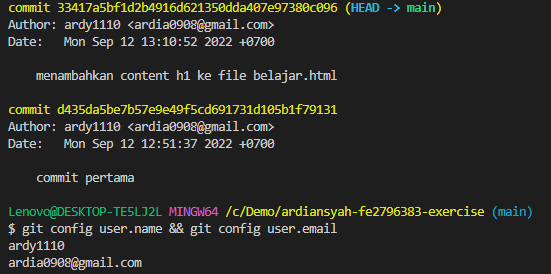 commit 33417a5bf1d2b4916d621350dda407e97380c096 (HEAD -> main)
Author: ardy1110 <ardia0908@gmail.com>
Date:   Mon Sep 12 13:10:52 2022 +0700
menambahkan content h1 ke file belajar.html
commit d435da5be7b57e9e49f5cd691731d105b1f79131
Author: ardy1110 <ardia0908@gmail.com>
Date:   Mon Sep 12 12:51:37 2022 +0700
commit pertama
Lenovo@DESKTOP-TE5LJ2L MINGW64 /c/Demo/ardiansyah-fe2796383-exercise (main)
$ git config user.name && git config user.email
ardy1110
ardia0908@gmail.com